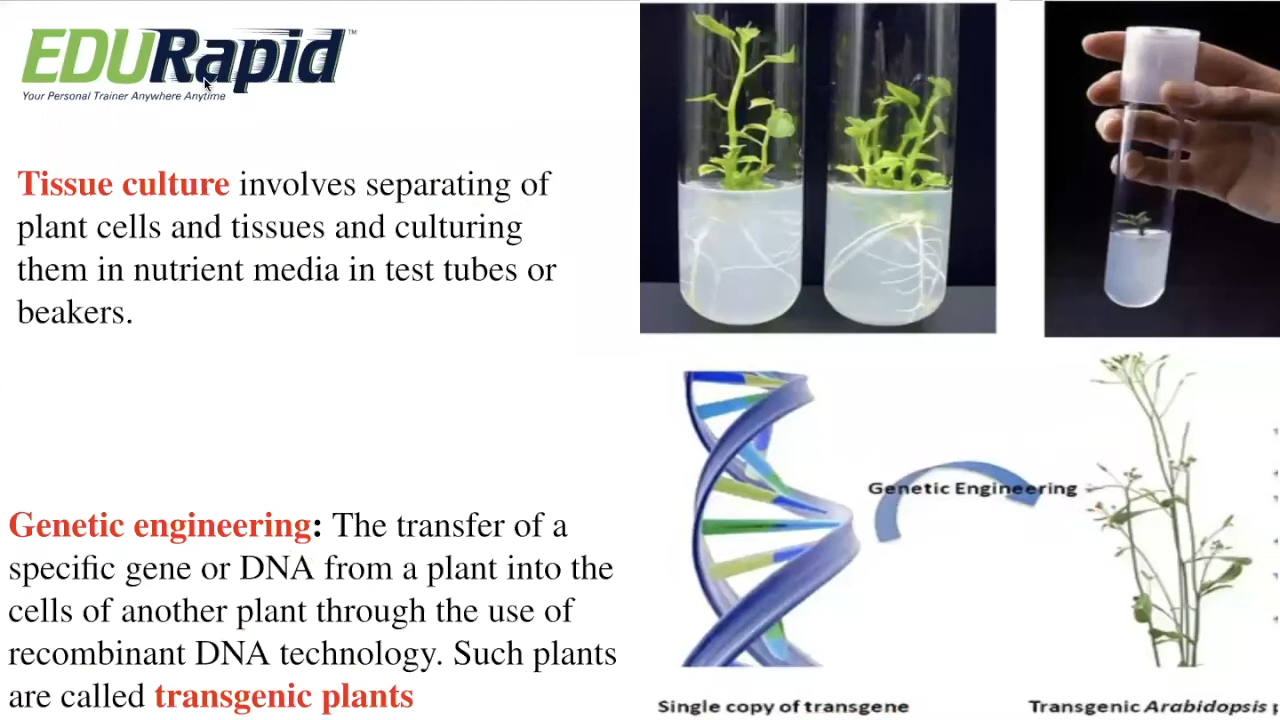 EDURapid™
Your Personal Trainer Anywhere Anytime
Tissue culture involves separating of
plant cells and tissues and culturing
them in nutrient media in test tubes or
beakers.
Genetic engineering: The transfer of a
specific gene or DNA from a plant into the
cells of another plant through the use of
recombinant DNA technology. Such plants
are called transgenic plants
Genetic Engineering
Single copy of transgene
Transgenic Arabidopsis